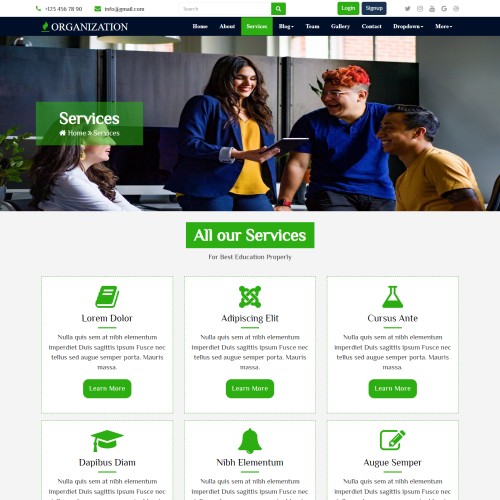 +125 456 78 90
info@gmail.com
Search
Login
Signup
ORGANIZATION
Home
About
Services
Blog
Team
Gallery
Contact
Dropdown
More
Services
Home » Services
All our Services
For Best Education Properly
Lorem Dolor
Nulla quis sem at nibh elementum
imperdiet Duis sagittis ipsum Fusce nec
tellus sed augue semper porta. Mauris
massa.
Learn More
Adipiscing Elit
Nulla quis sem at nibh elementum
imperdiet Duis sagittis ipsum Fusce nec
tellus sed augue semper porta. Mauris
massa.
Learn More
Cursus Ante
Nulla quis sem at nibh elementum
imperdiet Duis sagittis ipsum Fusce nec
tellus sed augue semper porta. Mauris
massa.
Learn More
Dapibus Diam
Nulla quis sem at nibh elementum
imperdiet Duis sagittis ipsum Fusce nec
Nibh Elementum
Nulla quis sem at nibh elementum
imperdiet Duis sagittis ipsum Fusce nec
Augue Semper
Nulla quis sem at nibh elementum
imperdiet Duis sagittis ipsum Fusce nec